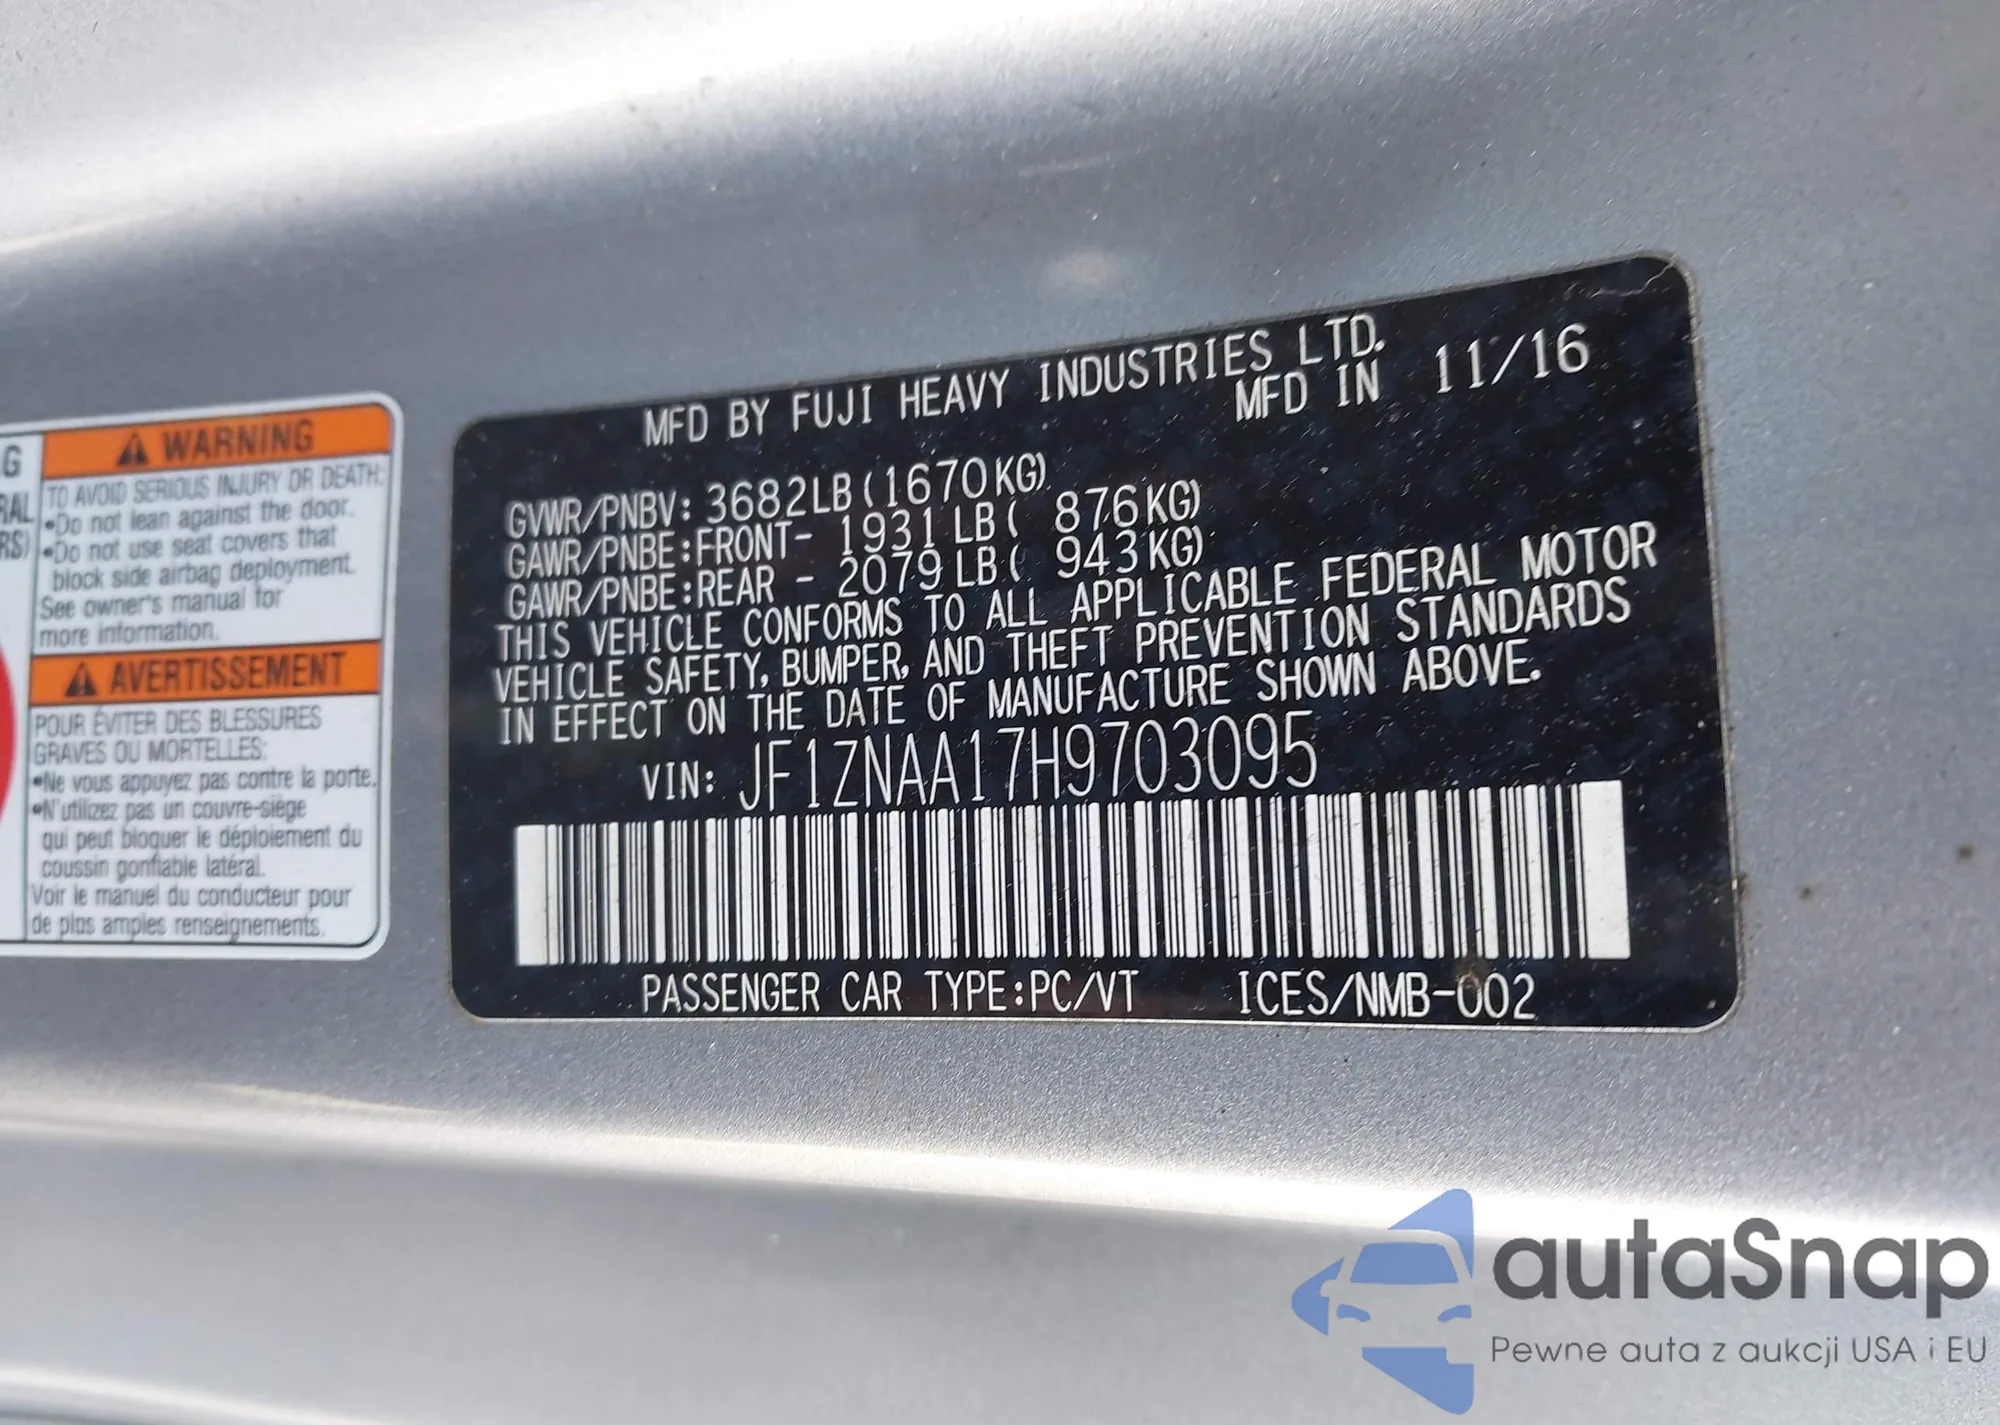 G
RAL
RS)
WARNING
TO AVOID SERIOUS INJURY OR DEATH:
•Do not lean against the door.
•Do not use seat covers that
block side airbag deployment.
See owner's manual for
more information.
AVERTISSEMENT
POUR ÉVITER DES BLESSURES
GRAVES OU MORTELLES:
•Ne vous appuyez pas contre la porte.
•N'utilizez pas un couvre-siège
qui peut bloquer le déploiement du
coussin gonflable latéral.
Voir le manuel du conducteur pour
de plus amples renseignements.
MFD BY FUJI HEAVY INDUSTRIES LTD.
MFD IN 11/16
GVWR/PNBV: 3682LB(1670KG)
GAWR/PNBE:FRONT- 1931LB( 876KG)
GAWR/PNBE:REAR - 2079LB( 943KG)
THIS VEHICLE CONFORMS TO ALL APPLICABLE FEDERAL MOTOR
VEHICLE SAFETY, BUMPER, AND THEFT PREVENTION STANDARDS
IN EFFECT ON THE DATE OF MANUFACTURE SHOWN ABOVE.
VIN: JF1ZNAA17H9703095
PASSENGER CAR TYPE:PC/VT ICES/NMB-002
autaSnap
Pewne auta z aukcji USA i EU